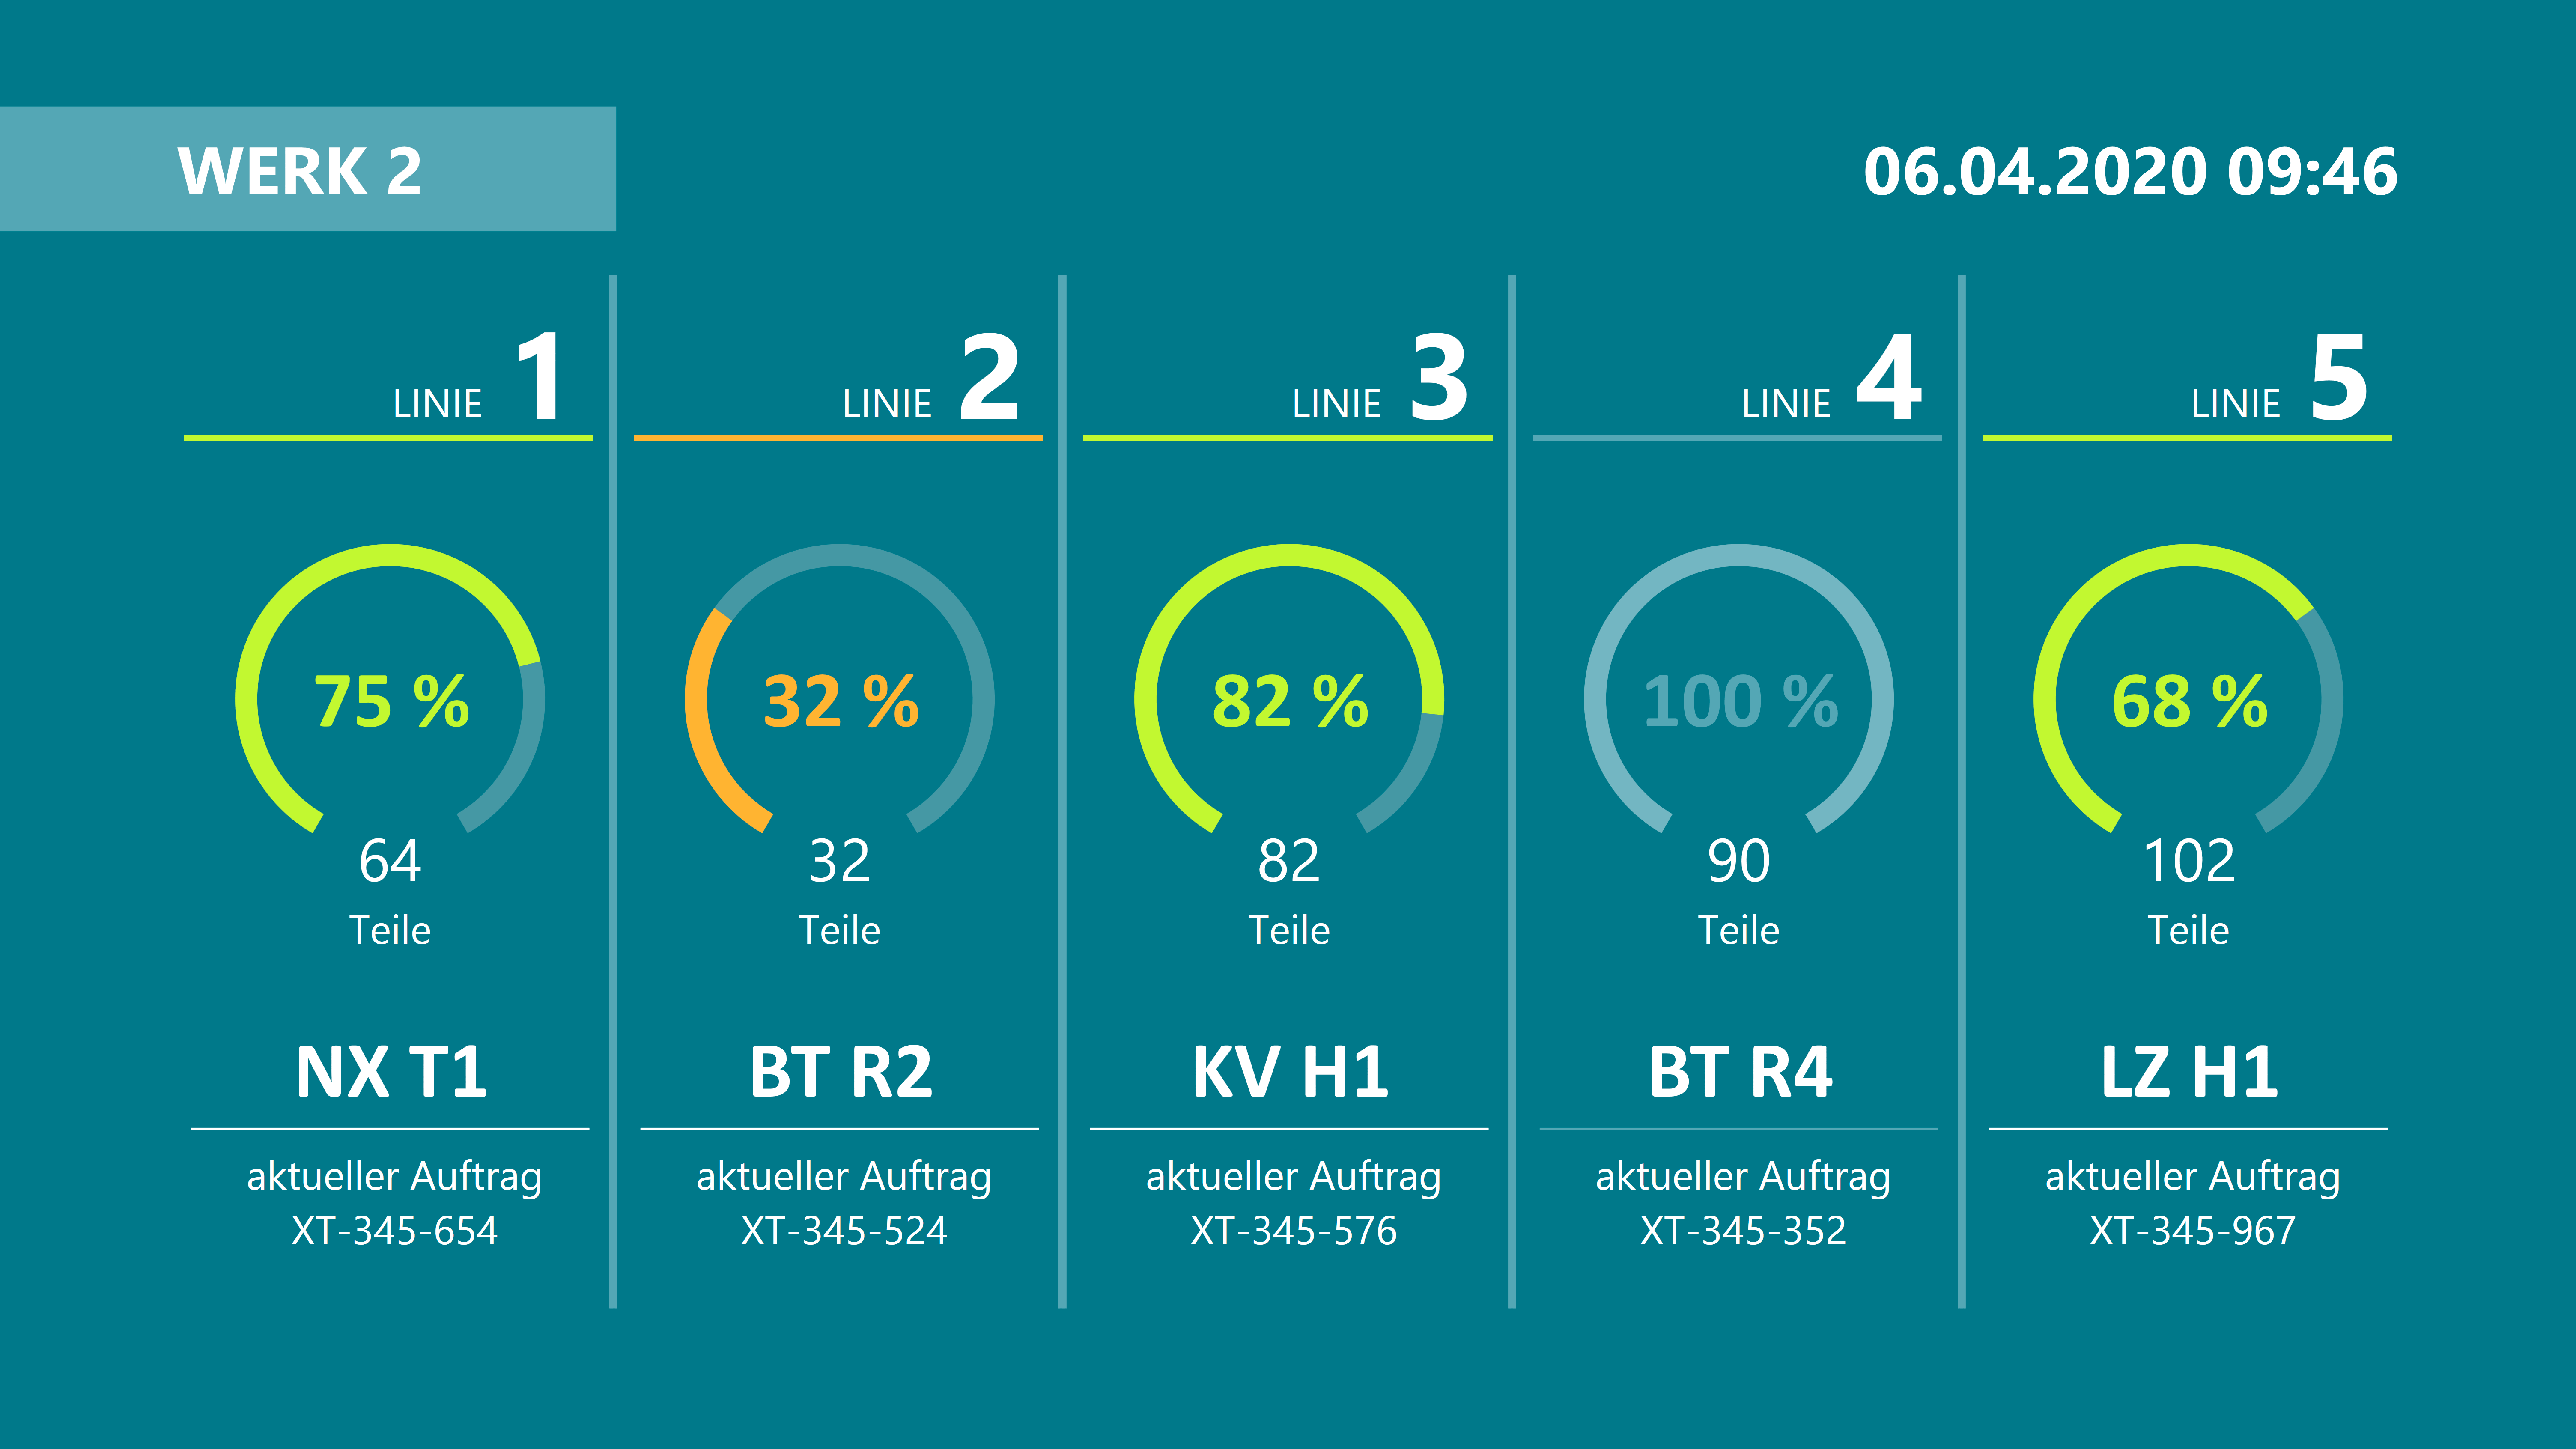 WERK 2
06.04.2020 09:46
LINIE 1
75 %
64
Teile
NX T1
aktueller Auftrag
XT-345-654
LINIE 2
32 %
32
Teile
BT R2
aktueller Auftrag
XT-345-524
LINIE 3
82 %
82
Teile
KV H1
aktueller Auftrag
XT-345-576
LINIE 4
100 %
90
Teile
BT R4
aktueller Auftrag
XT-345-352
LINIE 5
68 %
102
Teile
LZ H1
aktueller Auftrag
XT-345-967